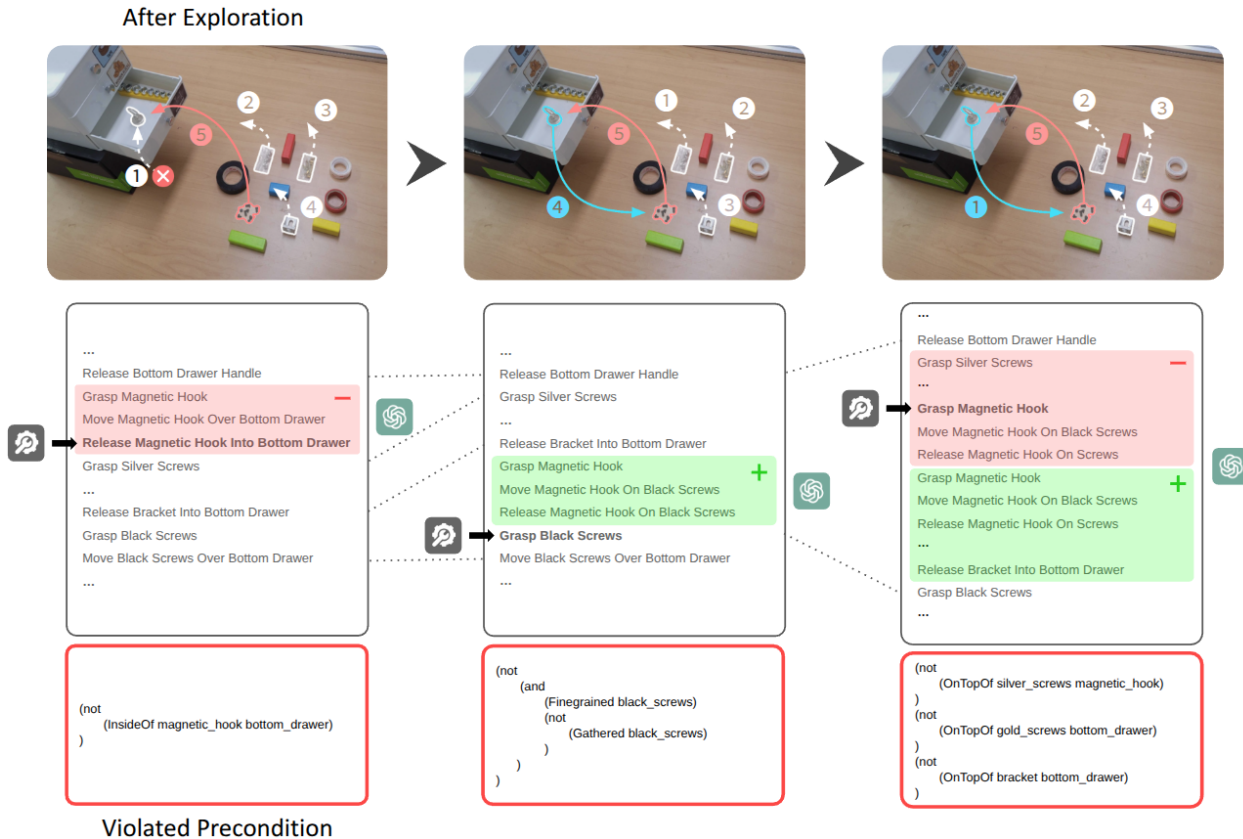 After Exploration
2
3
5
1
4
1
2
5
4
3
2
3
5
1
4
...
Release Bottom Drawer Handle
Grasp Magnetic Hook
Move Magnetic Hook Over Bottom Drawer
Release Magnetic Hook Into Bottom Drawer
Grasp Silver Screws
...
Release Bracket Into Bottom Drawer
Grasp Black Screws
Move Black Screws Over Bottom Drawer
...
...
Release Bottom Drawer Handle
Grasp Silver Screws
...
Release Bracket Into Bottom Drawer
Grasp Magnetic Hook
Move Magnetic Hook On Black Screws
Release Magnetic Hook On Black Screws
Grasp Black Screws
Move Black Screws Over Bottom Drawer
...
...
Release Bottom Drawer Handle
Grasp Silver Screws
...
Grasp Magnetic Hook
Move Magnetic Hook On Black Screws
Release Magnetic Hook On Screws
Grasp Magnetic Hook
Move Magnetic Hook On Black Screws
Release Magnetic Hook On Screws
...
Release Bracket Into Bottom Drawer
Grasp Black Screws
...
(not
(InsideOf magnetic_hook bottom_drawer)
)
(not
(and
(Finegrained black_screws)
(not
(Gathered black_screws)
)
)
)
(not
(OnTopOf silver_screws magnetic_hook)
)
(not
(OnTopOf gold_screws bottom_drawer)
)
(not
(OnTopOf bracket bottom_drawer)
)
Violated Precondition